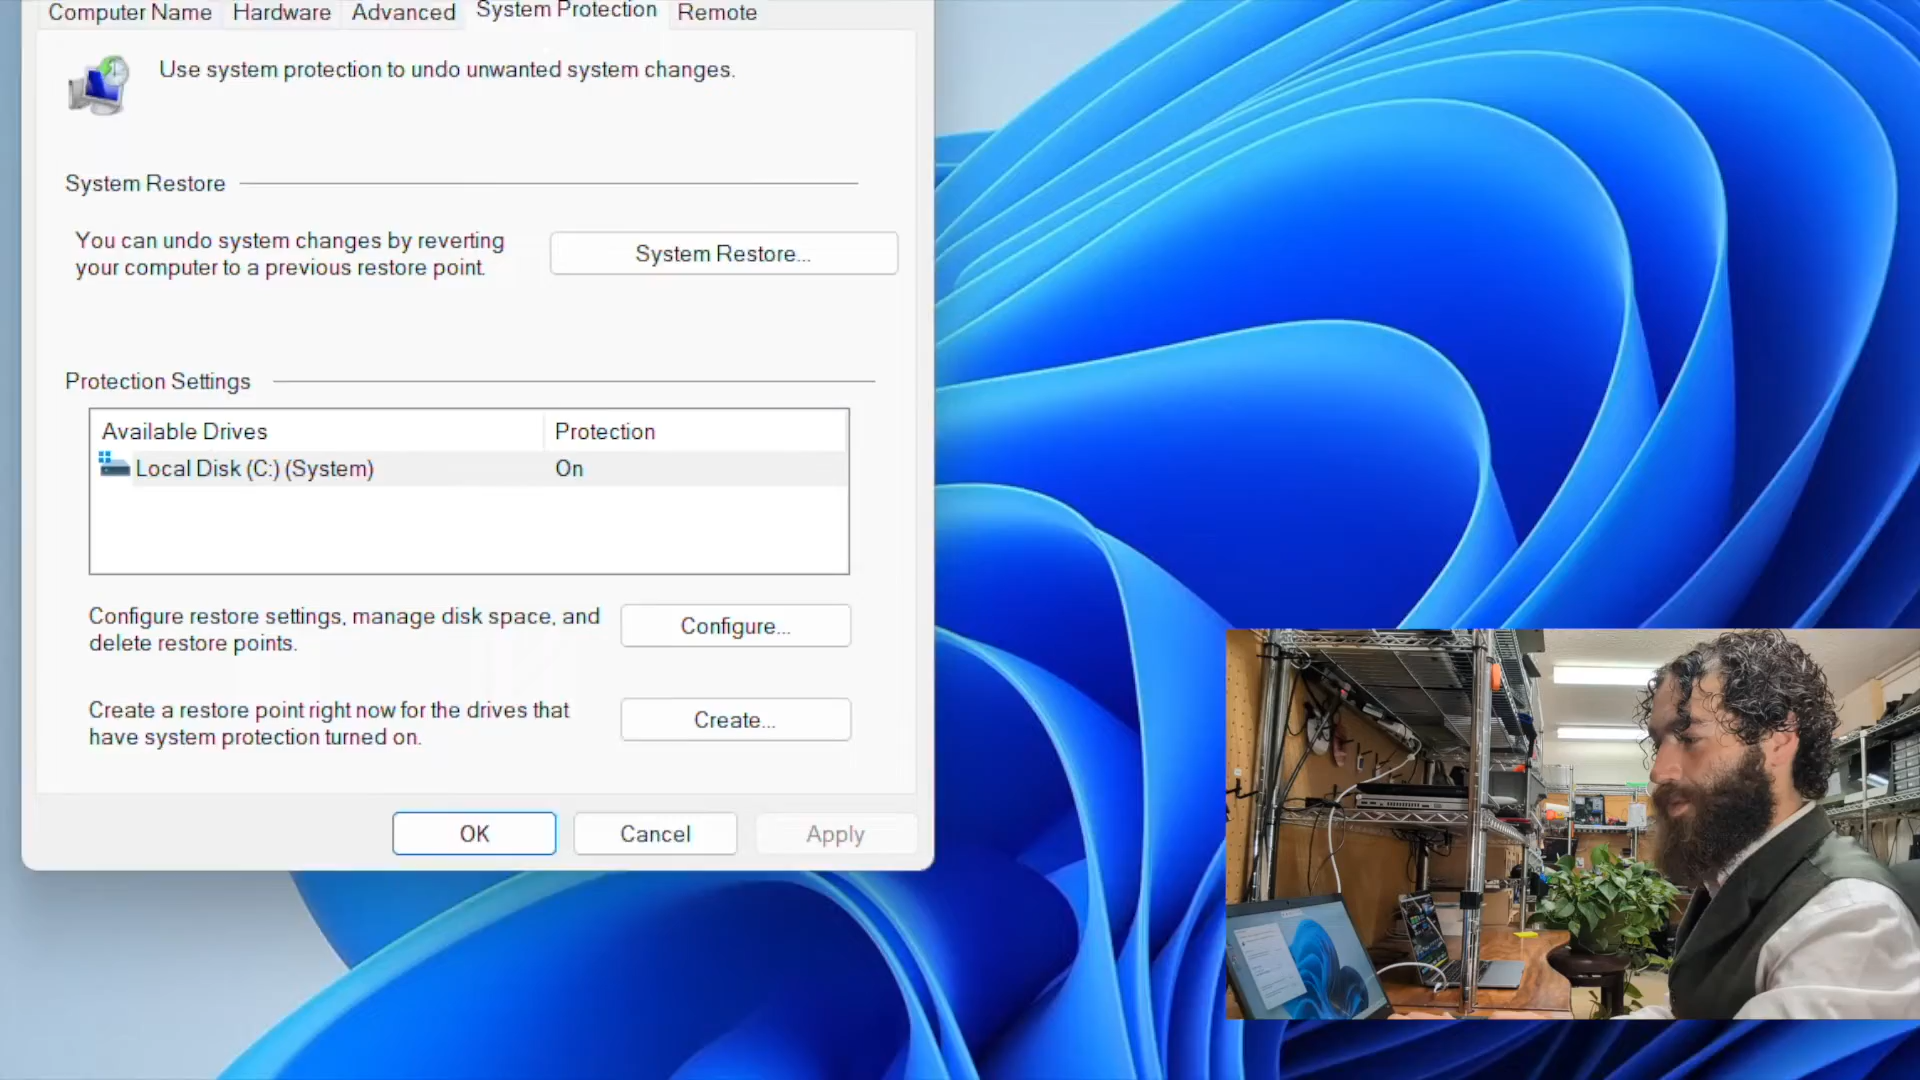 Computer Name Hardware Advanced System Protection Remote
Use system protection to undo unwanted system changes.
System Restore
You can undo system changes by reverting
your computer to a previous restore point.
System Restore...
Protection Settings
Available Drives Protection
Local Disk (C:) (System) On
Configure restore settings, manage disk space, and
delete restore points.
Configure...
Create a restore point right now for the drives that
have system protection turned on.
Create...
OK Cancel Apply